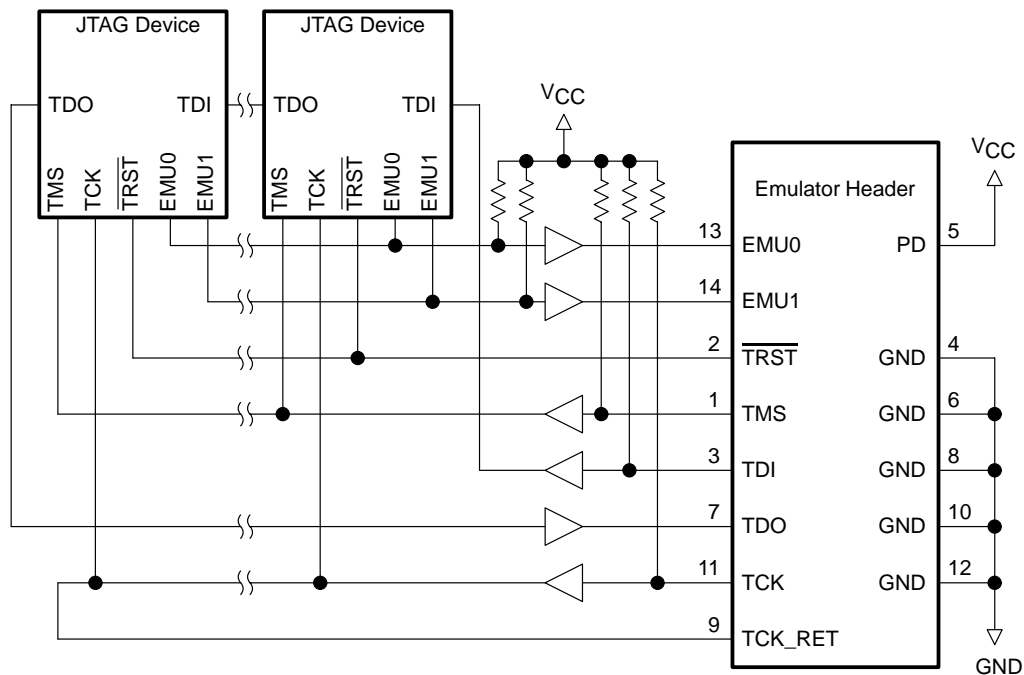 JTAG Device
TDO
TDI
TMS
TCK
TRST
EMU0
EMU1
JTAG Device
TDO
TDI
TMS
TCK
TRST
EMU0
EMU1
VCC
VCC
Emulator Header
13
EMU0
PD
5
14
EMU1
2
TRST
GND
4
1
TMS
GND
6
3
TDI
GND
8
7
TDO
GND
10
11
TCK
GND
12
9
TCK_RET
GND